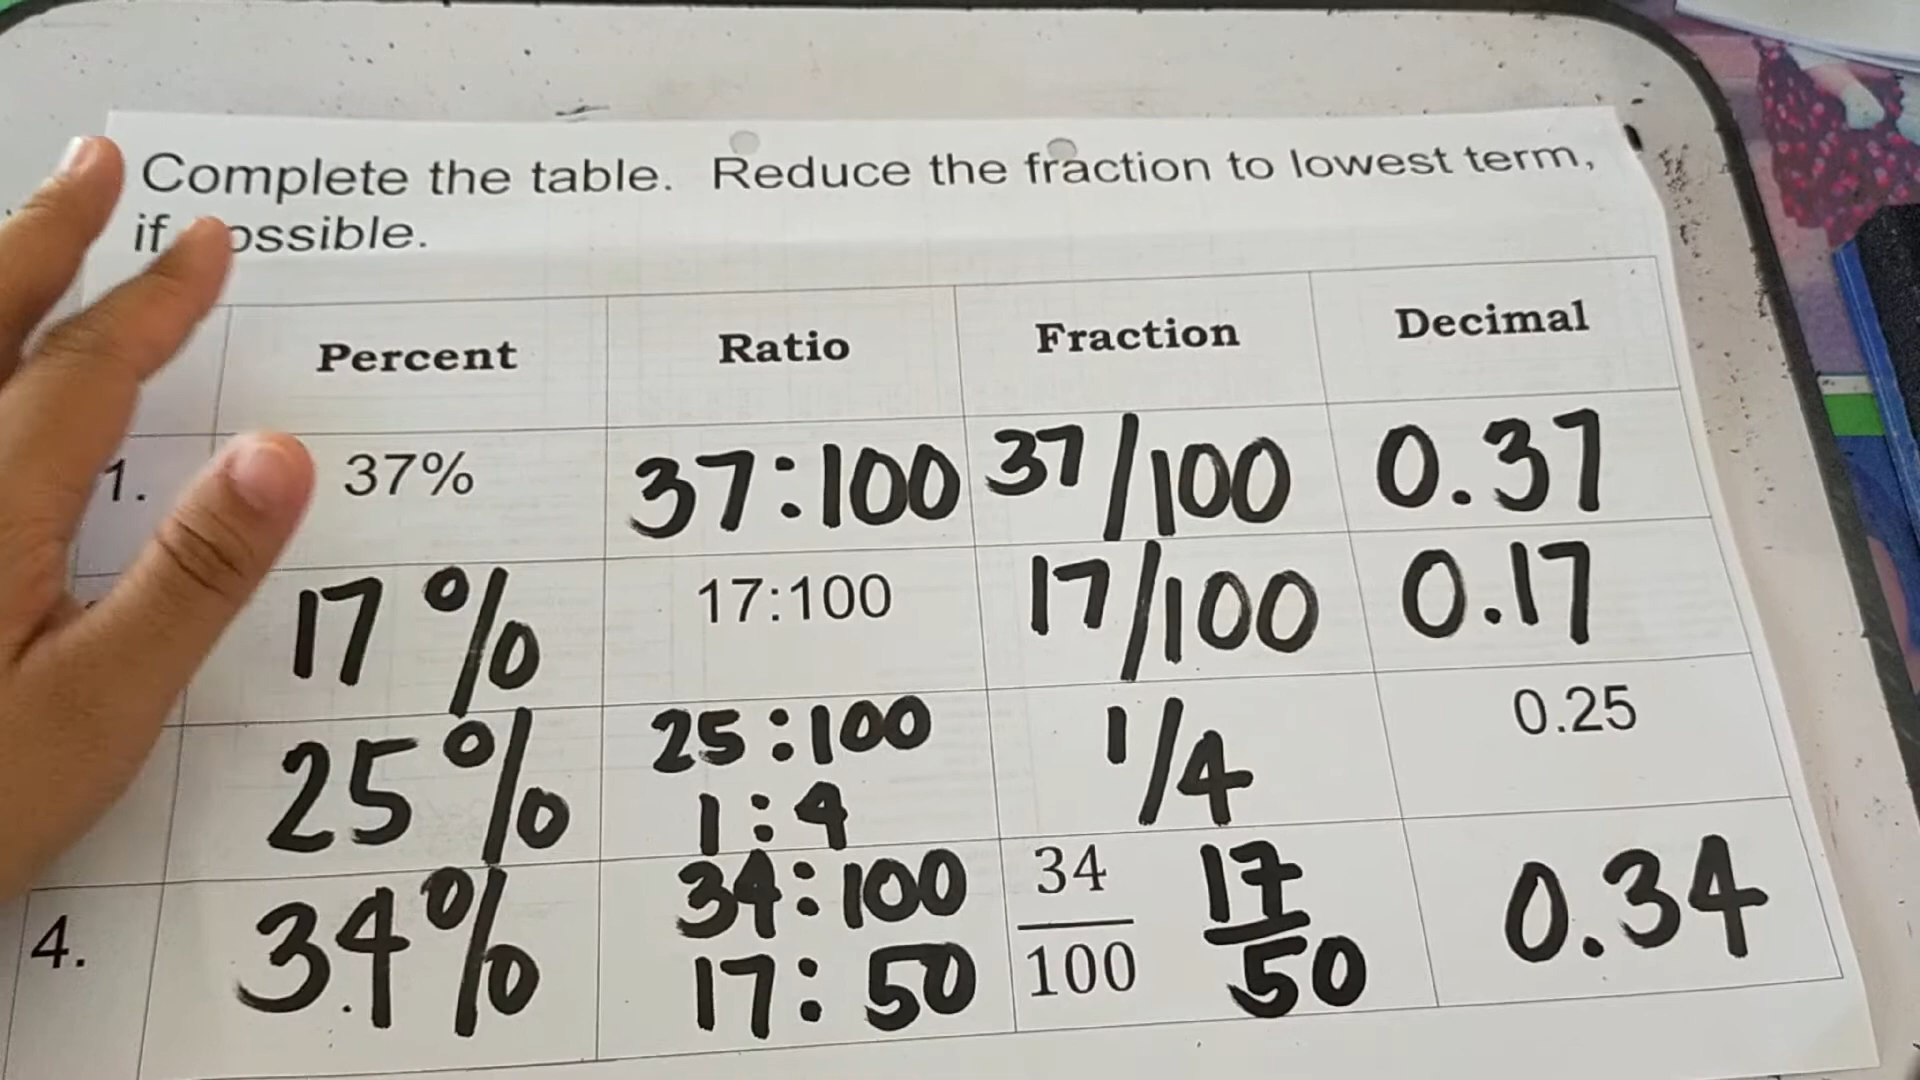 Complete the table. Reduce the fraction to lowest term,
if possible.
Percent Ratio Fraction Decimal
1. 37% 37:100 37/100 0.37
17% 17:100 17/100 0.17
25% 25:100 1/4 0.25
1:4
4. 34% 34:100 34/100 17/50 0.34
17:50